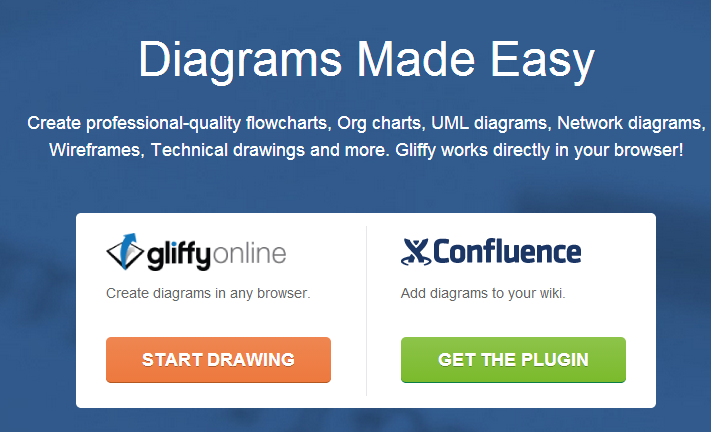 Diagrams Made Easy
Create professional-quality flowcharts, Org charts, UML diagrams, Network diagrams,
Wireframes, Technical drawings and more. Gliffy works directly in your browser!
gliffyonline
Create diagrams in any browser.
START DRAWING
Confluence
Add diagrams to your wiki.
GET THE PLUGIN